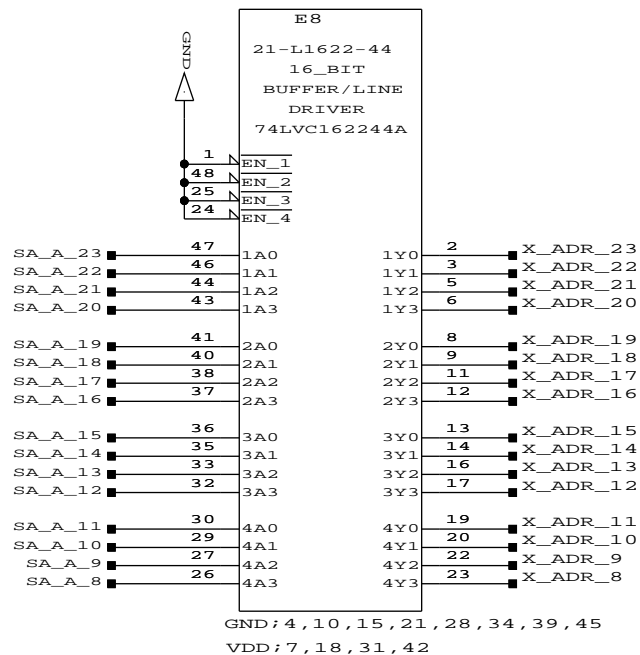 E8
GND
21-L1622-44
16_BIT
BUFFER/LINE
DRIVER
74LVC162244A
1 EN_1
48 EN_2
25 EN_3
24 EN_4
SA_A_23 47 1A0 1Y0 2 X_ADR_23
SA_A_22 46 1A1 1Y1 3 X_ADR_22
SA_A_21 44 1A2 1Y2 5 X_ADR_21
SA_A_20 43 1A3 1Y3 6 X_ADR_20
SA_A_19 41 2A0 2Y0 8 X_ADR_19
SA_A_18 40 2A1 2Y1 9 X_ADR_18
SA_A_17 38 2A2 2Y2 11 X_ADR_17
SA_A_16 37 2A3 2Y3 12 X_ADR_16
SA_A_15 36 3A0 3Y0 13 X_ADR_15
SA_A_14 35 3A1 3Y1 14 X_ADR_14
SA_A_13 33 3A2 3Y2 16 X_ADR_13
SA_A_12 32 3A3 3Y3 17 X_ADR_12
SA_A_11 30 4A0 4Y0 19 X_ADR_11
SA_A_10 29 4A1 4Y1 20 X_ADR_10
SA_A_9 27 4A2 4Y2 22 X_ADR_9
SA_A_8 26 4A3 4Y3 23 X_ADR_8
GND;4,10,15,21,28,34,39,45
VDD;7,18,31,42